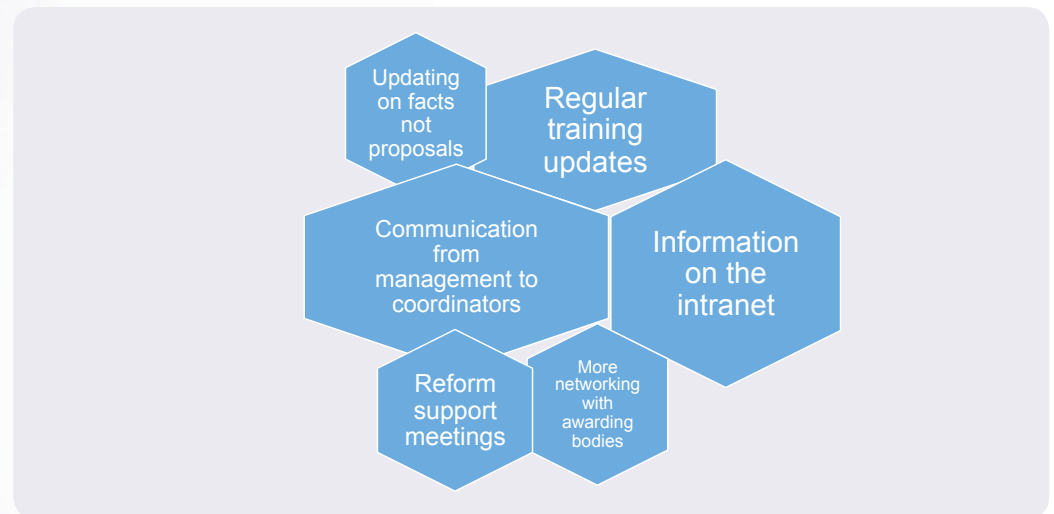 Updating
on facts
not
proposals
Regular
training
updates
Communication
from
management to
coordinators
Information
on the
intranet
Reform
support
meetings
More
networking
with
awarding
bodies